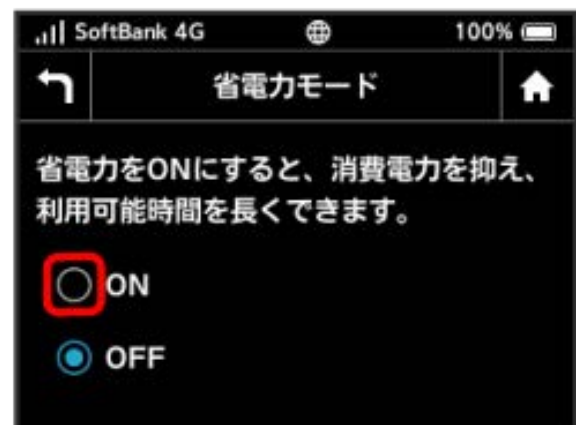 SoftBank 4G 100%
省電力モード
省電力をONにすると、消費電力を抑え、
利用可能時間を長くできます。
ON
OFF